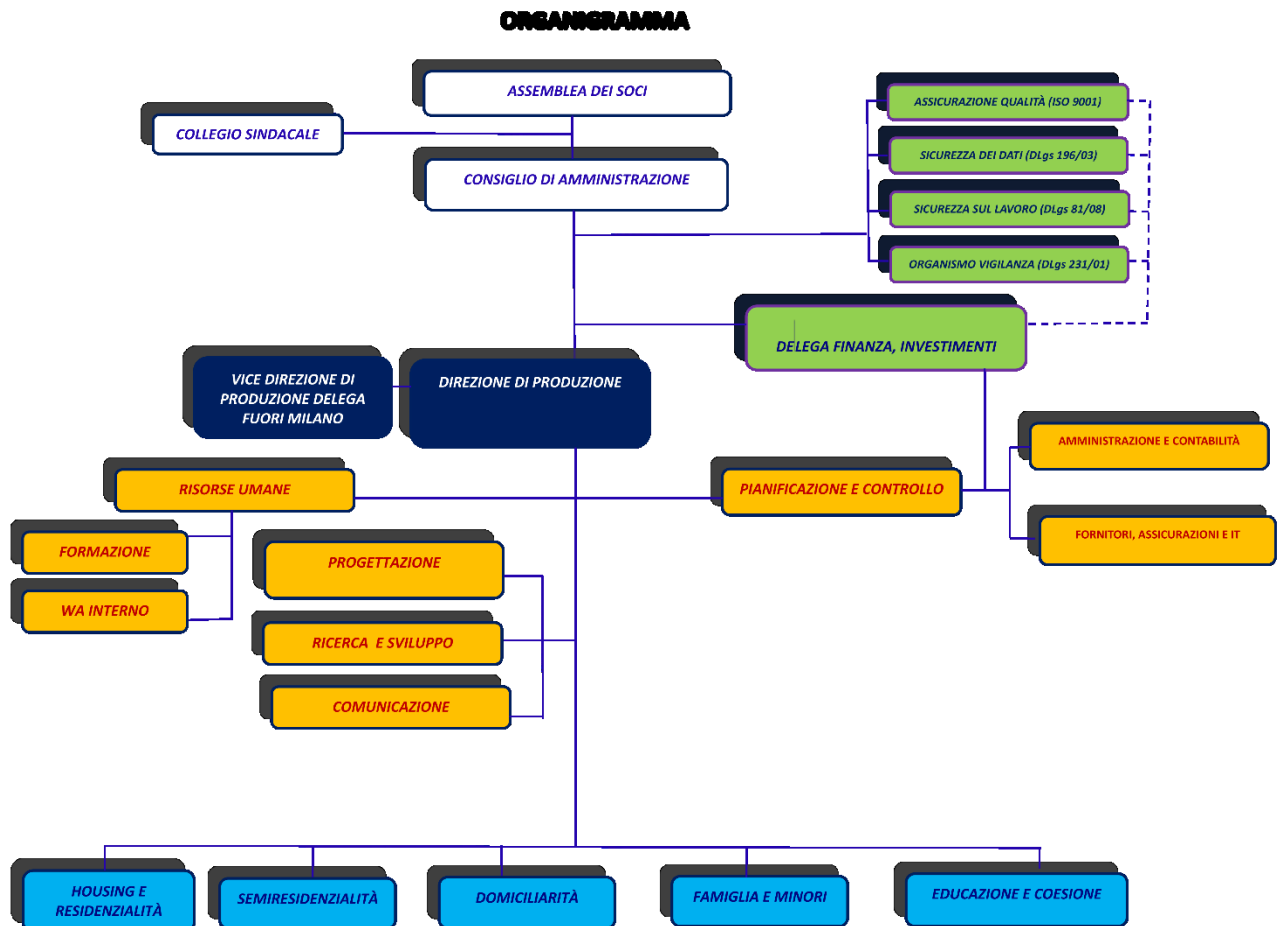 ORGANIGRAMMA
ASSEMBLEA DEI SOCI
COLLEGIO SINDACALE
CONSIGLIO DI AMMINISTRAZIONE
ASSICURAZIONE QUALITÀ (ISO 9001)
SICUREZZA DEI DATI (DLgs 196/03)
SICUREZZA SUL LAVORO (DLgs 81/08)
ORGANISMO VIGILANZA (DLgs 231/01)
DELEGA FINANZA, INVESTIMENTI
VICE DIREZIONE DI
PRODUZIONE DELEGA
FUORI MILANO
DIREZIONE DI PRODUZIONE
AMMINISTRAZIONE E CONTABILITÀ
RISORSE UMANE
PIANIFICAZIONE E CONTROLLO
FORNITORI, ASSICURAZIONI E IT
FORMAZIONE
WA INTERNO
PROGETTAZIONE
RICERCA E SVILUPPO
COMUNICAZIONE
HOUSING E
RESIDENZIALITÀ
SEMIRESIDENZIALITÀ
DOMICILIARITÀ
FAMIGLIA E MINORI
EDUCAZIONE E COESIONE